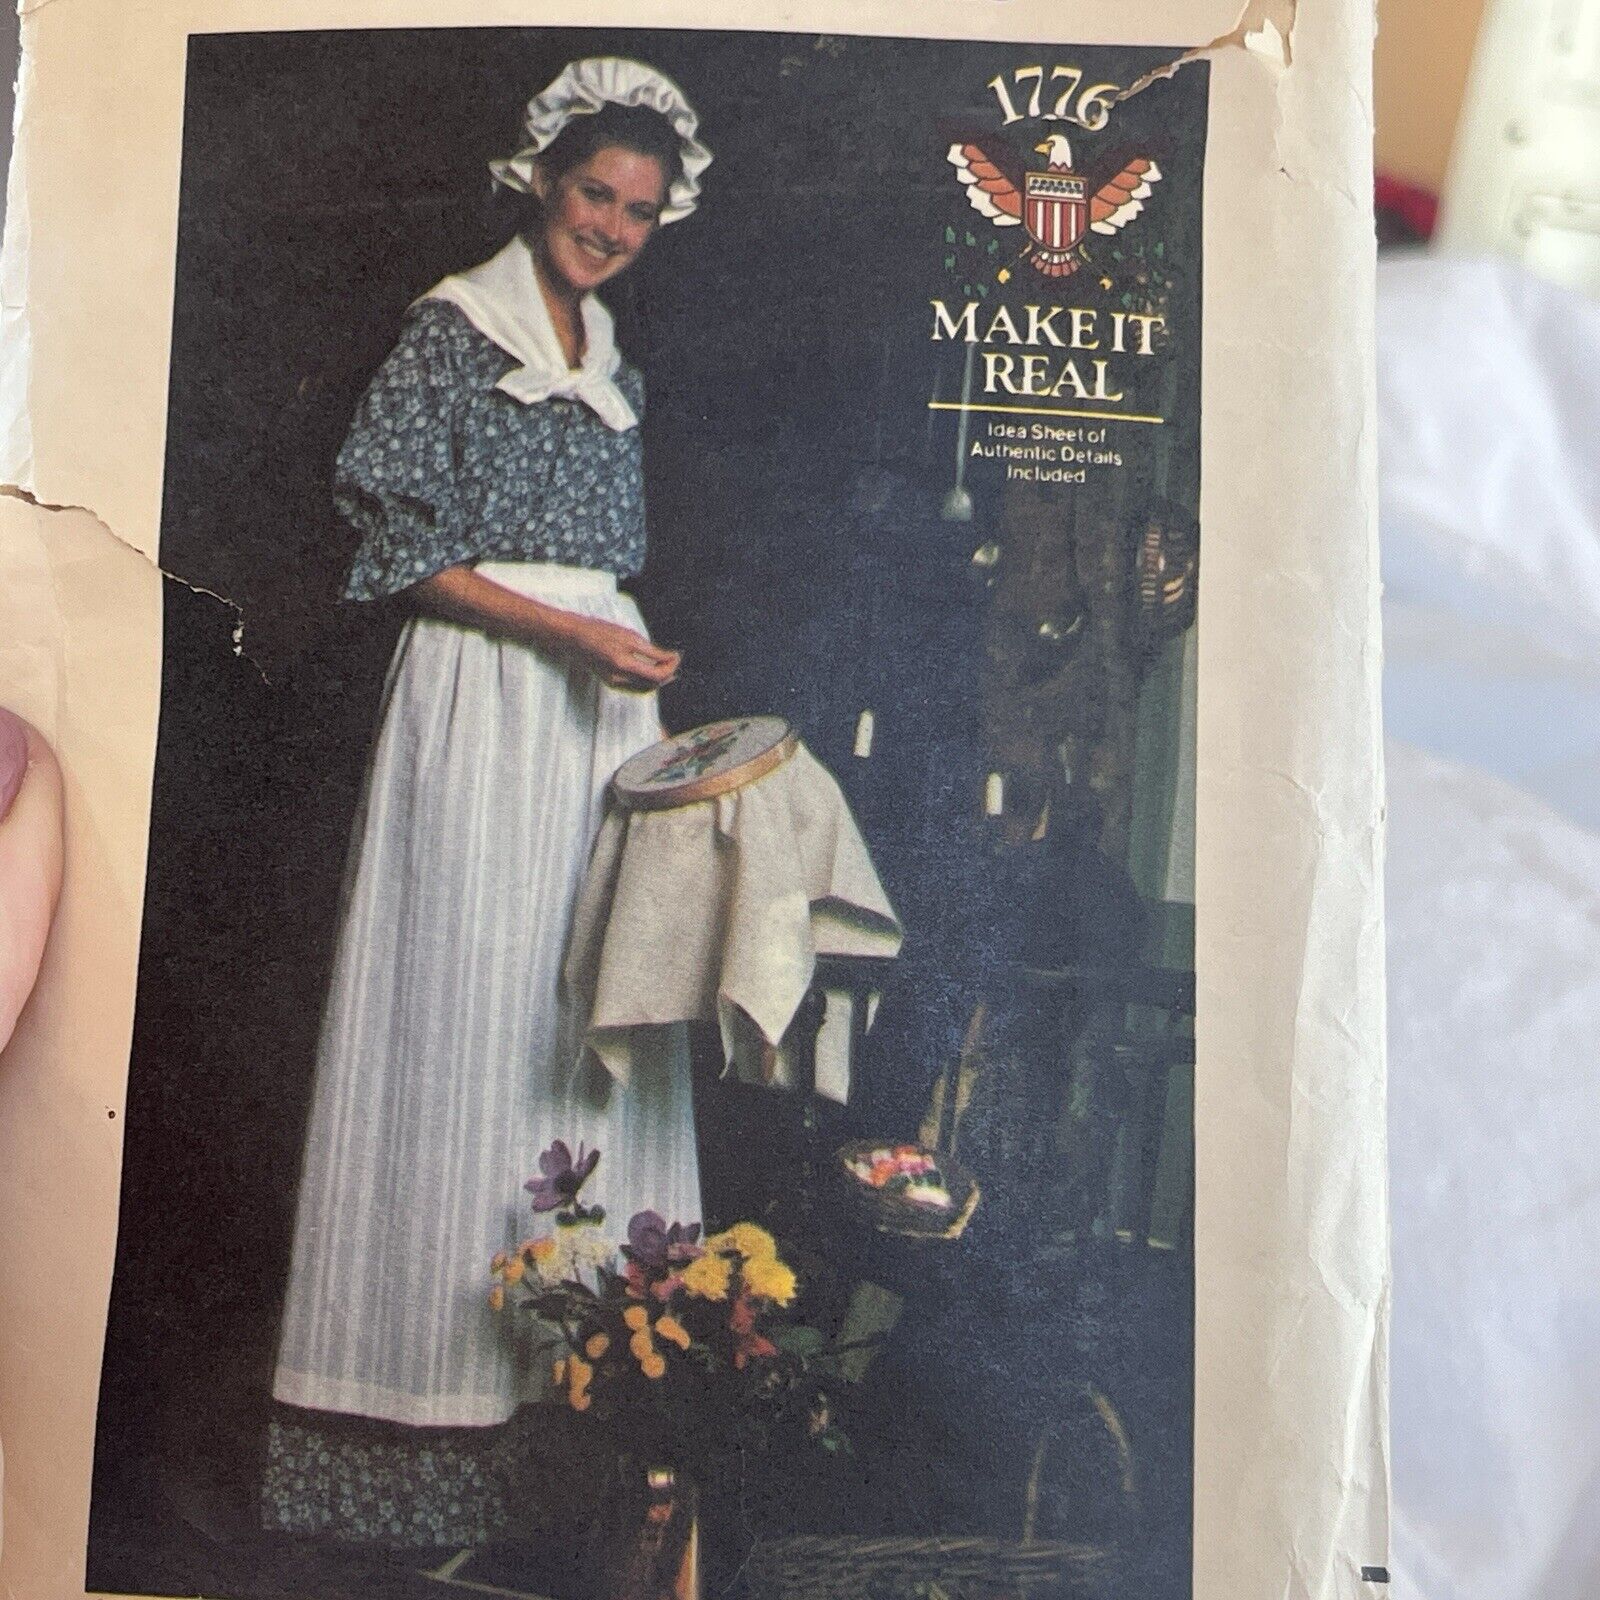 1776
MAKE IT
REAL
Idea Sheet of
Authentic Details
Included